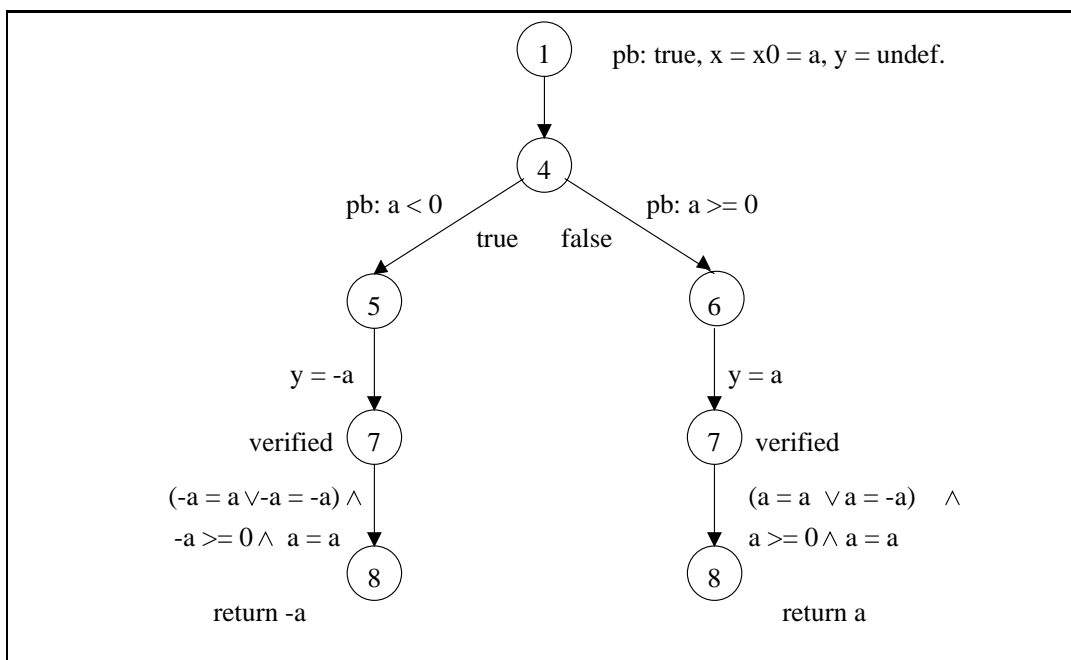 1 pb: true, x = x0 = a, y = undef.
4
pb: a < 0 pb: a >= 0
true false
5 6
y = -a y = a
verified 7 7 verified
(-a = a ∨ -a = -a) ∧ (a = a ∨ a = -a) ∧
-a >= 0 ∧ a = a a >= 0 ∧ a = a
8 8
return -a return a